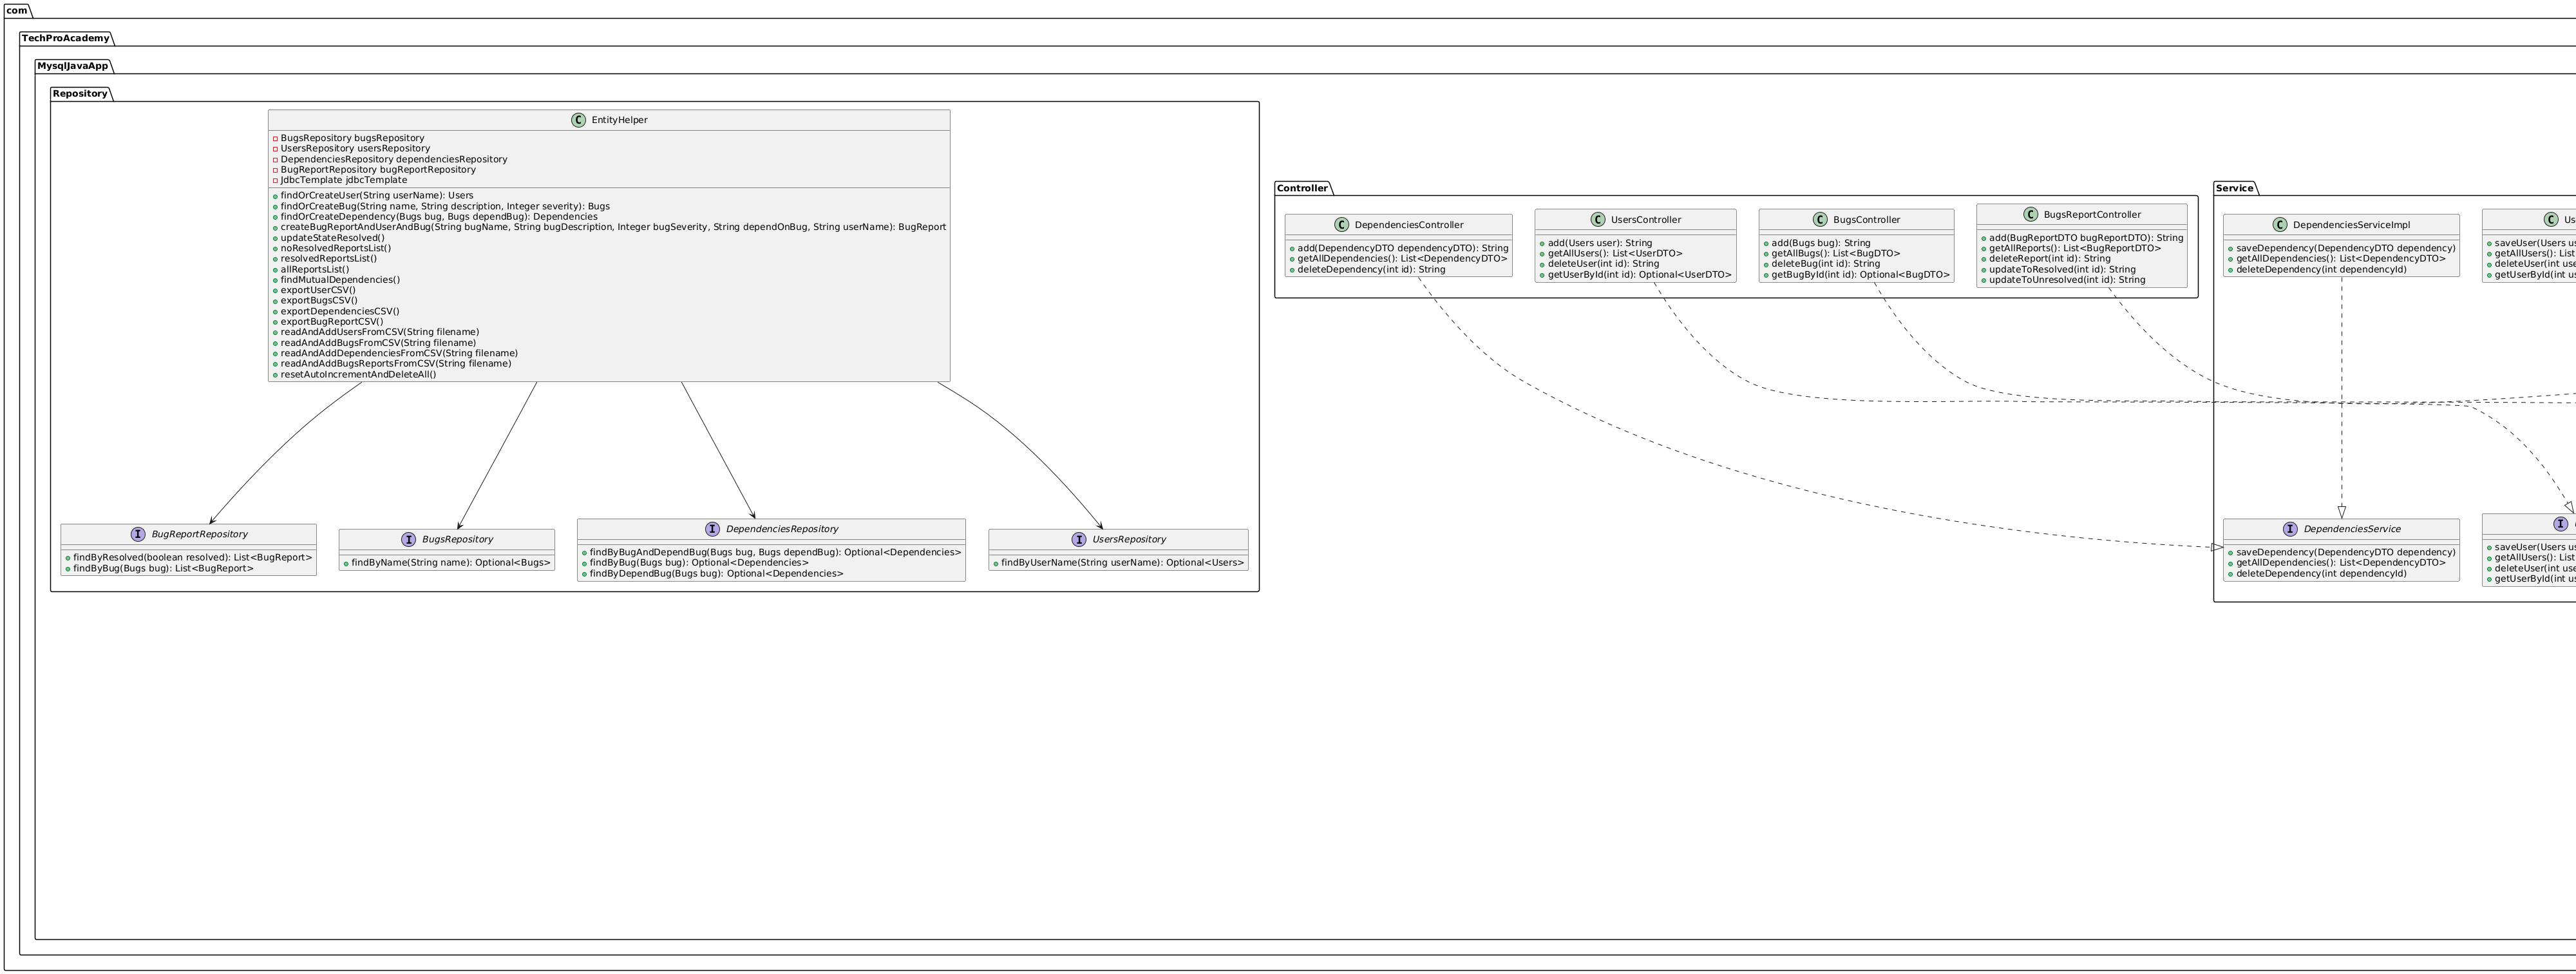 com
TechProAcademy
MysqlJavaApp
Repository
EntityHelper
BugsRepository bugsRepository
UsersRepository usersRepository
DependenciesRepository dependenciesRepository
BugReportRepository bugReportRepository
JdbcTemplate jdbcTemplate
findOrCreateUser(String userName): Users
findOrCreateBug(String name, String description, Integer severity): Bugs
findOrCreateDependency(Bugs bug, Bugs dependBug): Dependencies
createBugReportAndUserAndBug(String bugName, String bugDescription, Integer bugSeverity, String dependOnBug, String userName): BugReport
updateStateResolved()
noResolvedReportsList()
resolvedReportsList()
allReportsList()
findMutualDependencies()
exportUserCSV()
exportBugsCSV()
exportDependenciesCSV()
exportBugReportCSV()
readAndAddUsersFromCSV(String filename)
readAndAddBugsFromCSV(String filename)
readAndAddDependenciesFromCSV(String filename)
readAndAddBugsReportsFromCSV(String filename)
resetAutoIncrementAndDeleteAll()
BugReportRepository
findByResolved(boolean resolved): List<BugReport>
findByBug(Bugs bug): List<BugReport>
BugsRepository
findByName(String name): Optional<Bugs>
DependenciesRepository
findByBugAndDependBug(Bugs bug, Bugs dependBug): Optional<Dependencies>
findByBug(Bugs bug): Optional<Dependencies>
findByDependBug(Bugs bug): Optional<Dependencies>
UsersRepository
findByUserName(String userName): Optional<Users>
Controller
DependenciesController
add(DependencyDTO dependencyDTO): String
getAllDependencies(): List<DependencyDTO>
deleteDependency(int id): String
UsersController
add(Users user): String
getAllUsers(): List<UserDTO>
deleteUser(int id): String
getUserById(int id): Optional<UserDTO>
BugsController
add(Bugs bug): String
getAllBugs(): List<BugDTO>
deleteBug(int id): String
getBugById(int id): Optional<BugDTO>
BugsReportController
add(BugReportDTO bugReportDTO): String
getAllReports(): List<BugReportDTO>
deleteReport(int id): String
updateToResolved(int id): String
updateToUnresolved(int id): String
Service
DependenciesServiceImpl
saveDependency(DependencyDTO dependency)
getAllDependencies(): List<DependencyDTO>
deleteDependency(int dependencyId)
Us
saveUser(Users us
getAllUsers(): List
deleteUser(int use
getUserById(int us
DependenciesService
saveDependency(DependencyDTO dependency)
getAllDependencies(): List<DependencyDTO>
deleteDependency(int dependencyId)
saveUser(Users us
getAllUsers(): List
deleteUser(int use
getUserById(int us